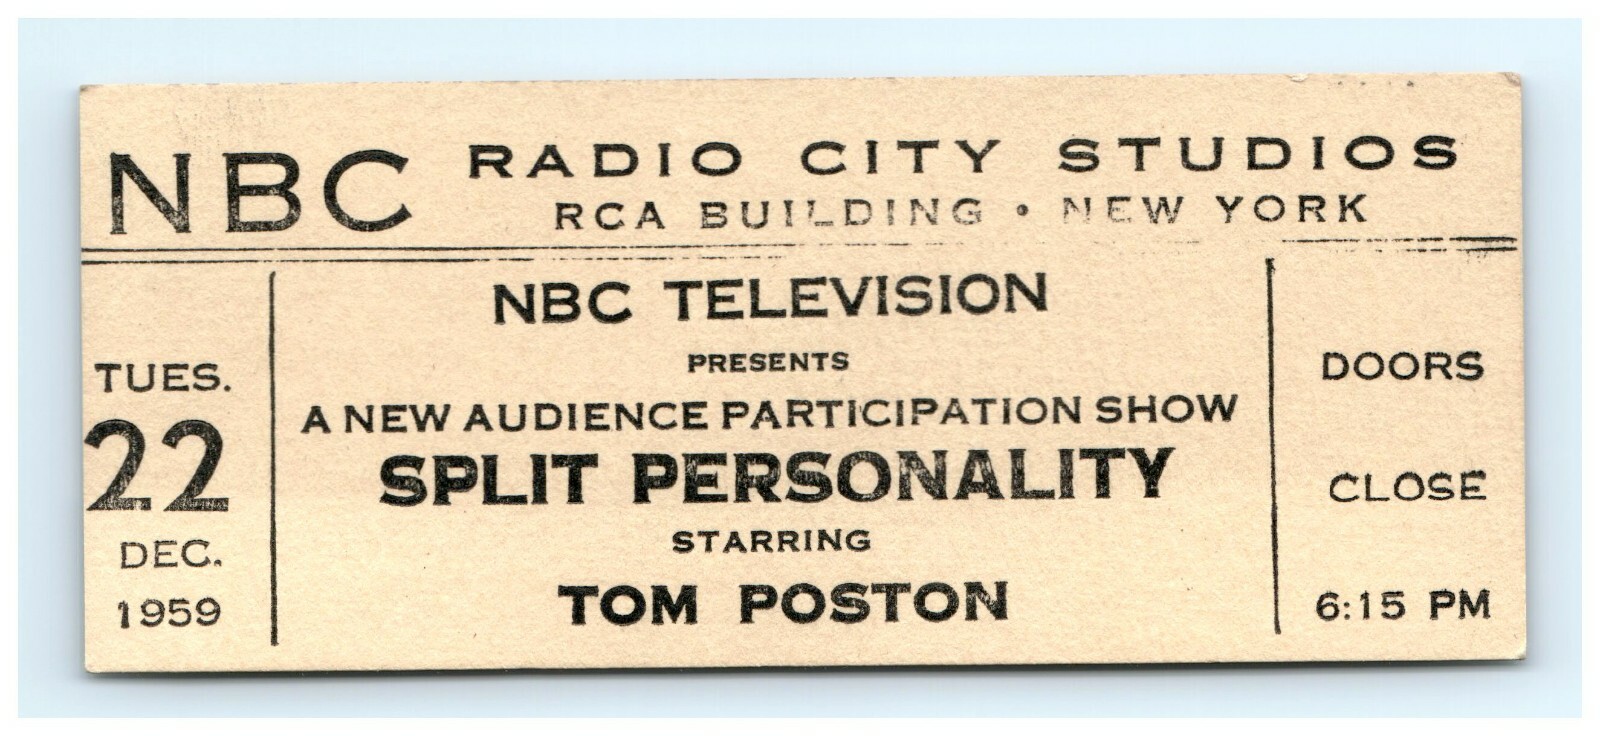 NBC RADIO CITY STUDIOS
RCA BUILDING • NEW YORK
TUES.
22
DEC.
1959
NBC TELEVISION
PRESENTS
A NEW AUDIENCE PARTICIPATION SHOW
SPLIT PERSONALITY
STARRING
TOM POSTON
DOORS
CLOSE
6:15 PM